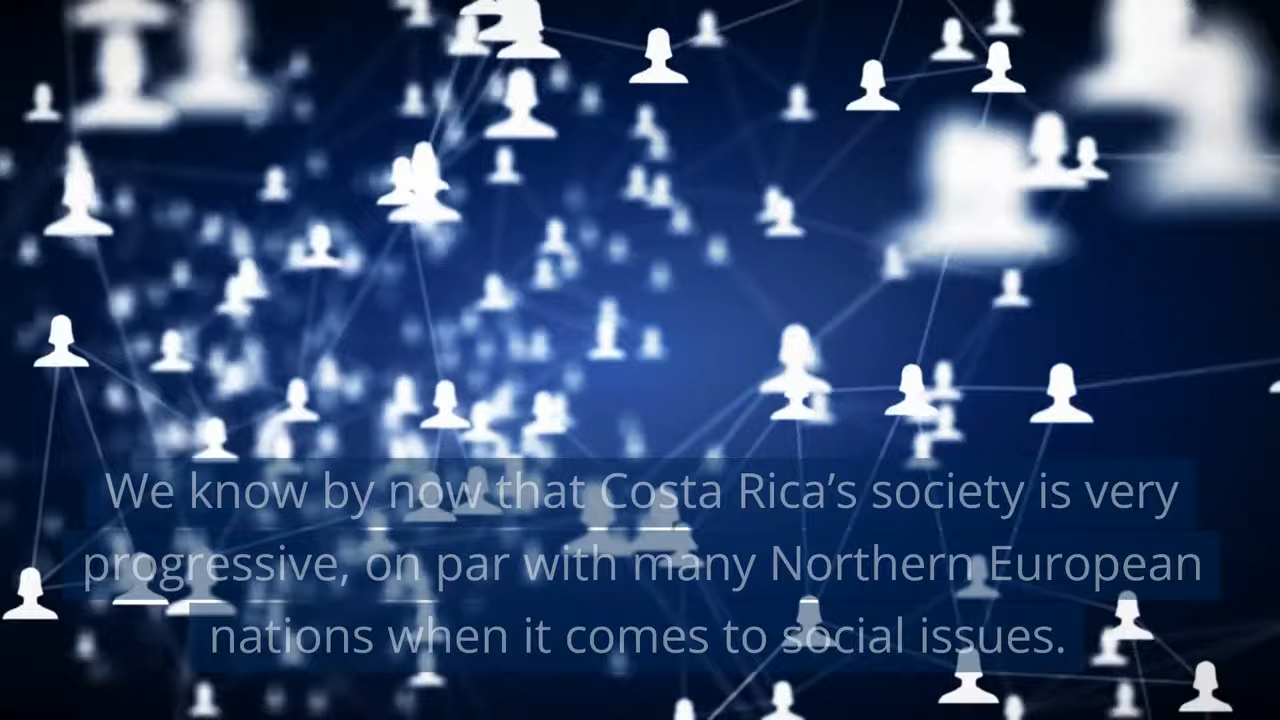 We know by now that Costa Rica’s society is very
progressive, on par with many Northern European
nations when it comes to social issues.